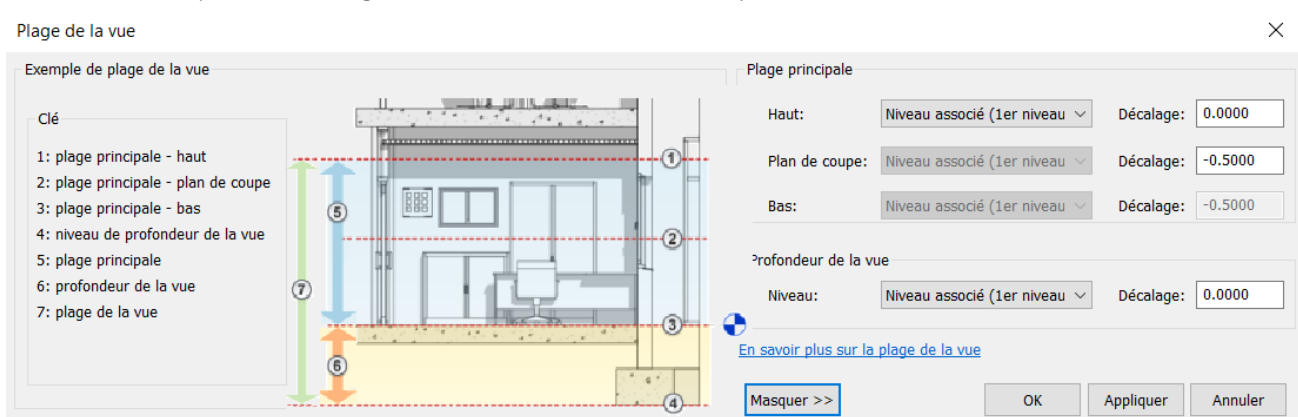 Plage de la vue
Exemple de plage de la vue
Clé
1: plage principale - haut
2: plage principale - plan de coupe
3: plage principale - bas
4: niveau de profondeur de la vue
5: plage principale
6: profondeur de la vue
7: plage de la vue
1
5
2
7
3
6
4
Plage principale
Haut: Niveau associé (1er niveau Décalage: 0.0000
Plan de coupe: Niveau associé (1er niveau Décalage: -0.5000
Bas: Niveau associé (1er niveau Décalage: -0.5000
Profondeur de la vue
Niveau: Niveau associé (1er niveau Décalage: 0.0000
En savoir plus sur la plage de la vue
Masquer >> OK Appliquer Annuler